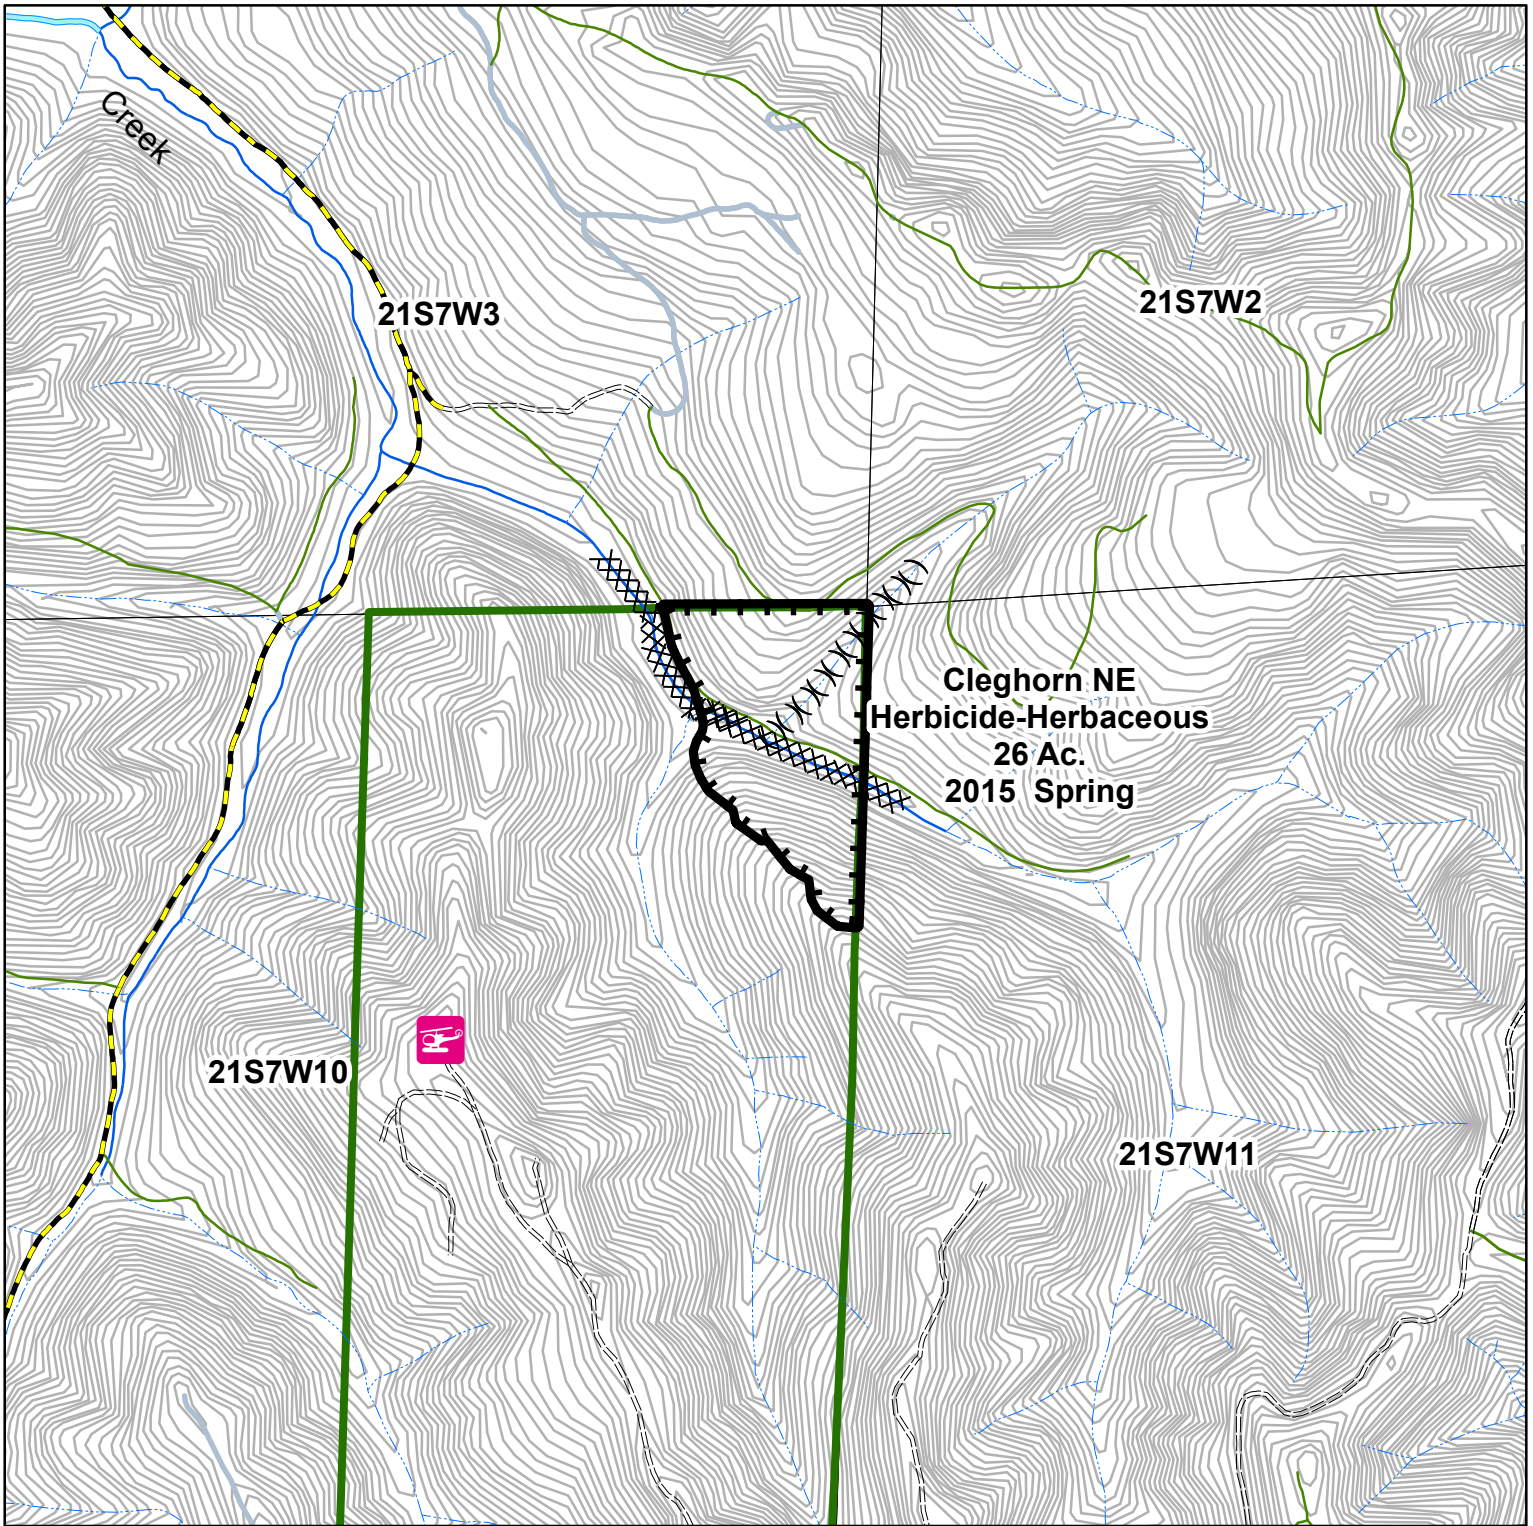 Creek
21S7W3
21S7W2
Cleghorn NE
Herbicide-Herbaceous
26 Ac.
2015 Spring
21S7W10
21S7W11